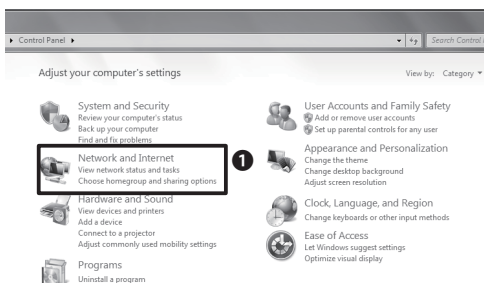 Control Panel
Search Control
Adjust your computer's settings
View by: Category
System and Security
Review your computer's status
Back up your computer
Find and fix problems
Network and Internet
View network status and tasks
Choose homegroup and sharing options
1
Hardware and Sound
View devices and printers
Add a device
Connect to a projector
Adjust commonly used mobility settings
Programs
Uninstall a program
User Accounts and Family Safety
Add or remove user accounts
Set up parental controls for any user
Appearance and Personalization
Change the theme
Change desktop background
Adjust screen resolution
Clock, Language, and Region
Change keyboards or other input methods
Ease of Access
Let Windows suggest settings
Optimize visual display